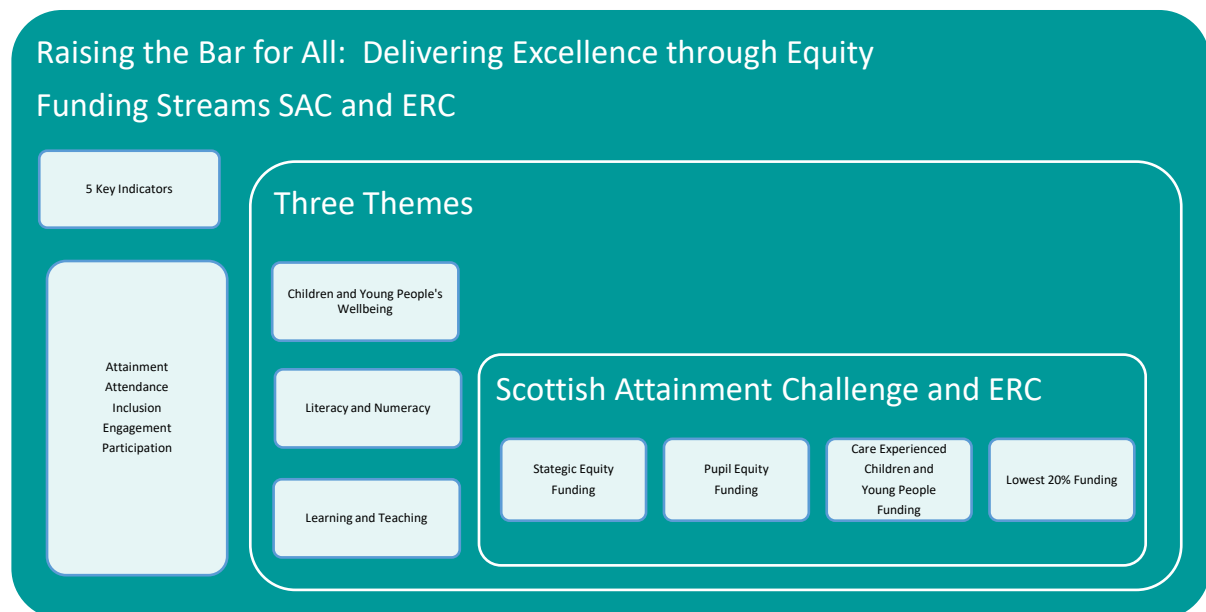 Raising the Bar for All: Delivering Excellence through Equity
Funding Streams SAC and ERC
5 Key Indicators
Attainment
Attendance
Inclusion
Engagement
Participation
Three Themes
Children and Young People's
Wellbeing
Literacy and Numeracy
Learning and Teaching
Scottish Attainment Challenge and ERC
Stategic Equity
Funding
Pupil Equity
Funding
Care Experienced
Children and
Young People
Funding
Lowest 20% Funding